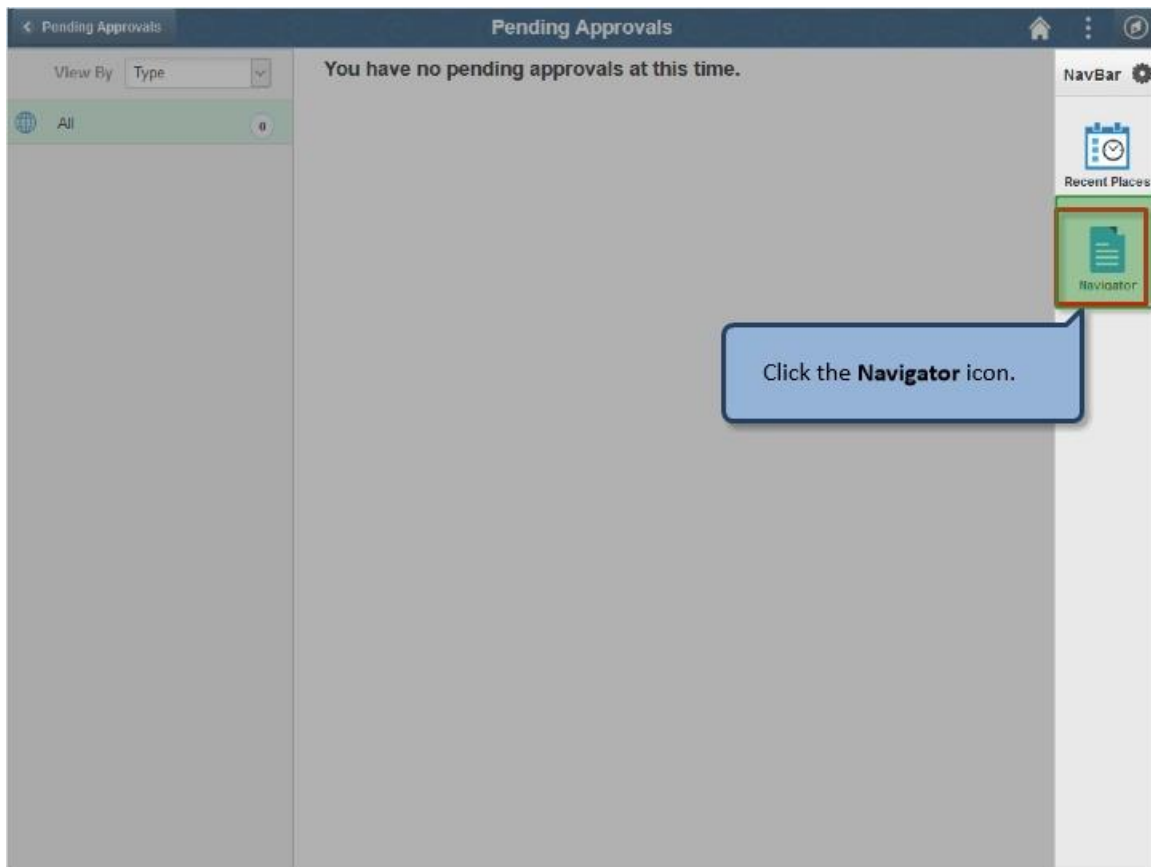 Pending Approvals
Pending Approvals
View By Type
You have no pending approvals at this time.
NavBar
All 0
Recent Places
Navigator
Click the Navigator icon.